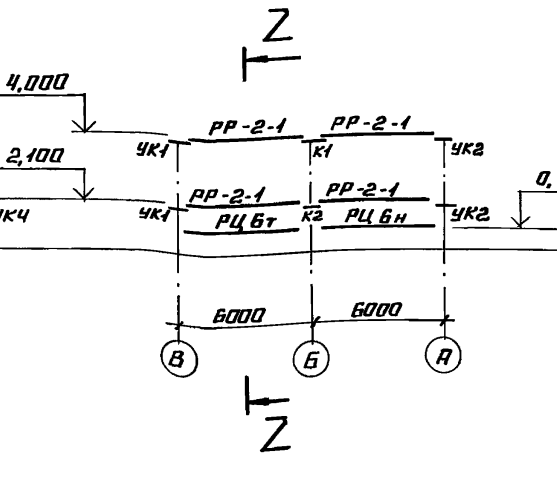 Z
4,000
РР-2-1 РР-2-1
УК1 К1 УК2
2,100
0,
РР-2-1 РР-2-1
УК4 УК1 К2 УК2
РЦ 6т РЦ 6н
6000 6000
В Б А
Z